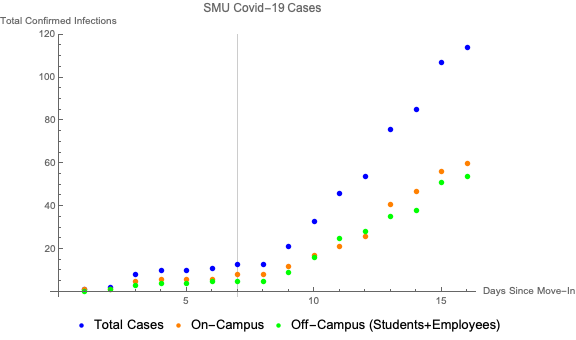 SMU Covid-19 Cases
Total Confirmed Infections
120
100
80
60
40
20
5 10 15 Days Since Move-In
Total Cases On-Campus Off-Campus (Students+Employees)